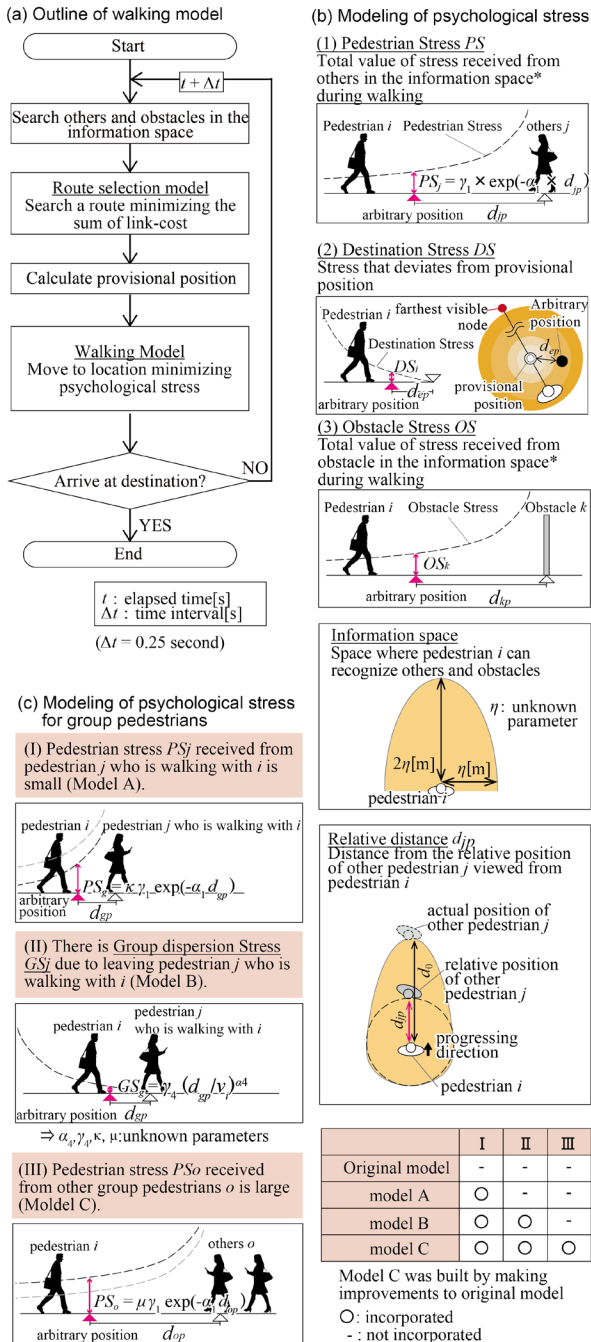 (a) Outline of walking model
Start
t + Δt
Search others and obstacles in the
information space
Route selection model
Search a route minimizing the
sum of link-cost
Calculate provisional position
Walking Model
Move to location minimizing
psychological stress
NO
Arrive at destination?
YES
End
t : elapsed time[s]
Δt : time interval[s]
(Δt = 0.25 second)
(c) Modeling of psychological stress
for group pedestrians
(I) Pedestrian stress PSj received from
pedestrian j who is walking with i is
small (Model A).
pedestrian i
pedestrian j who is walking with i
PSg = κ γ1 exp(-α1 dgp)
arbitrary
position
dgp
(II) There is Group dispersion Stress
GSj due to leaving pedestrian j who is
walking with i (Model B).
pedestrian j
pedestrian i
who is walking with i
GSg = γ4 (dgp/vi)α4
arbitrary position
dgp
⇒ α4,γ4,κ, μ:unknown parameters
(III) Pedestrian stress PSo received
from other group pedestrians o is large
(Moldel C).
pedestrian i
others o
PSo = μγ1 exp(-α1 dop)
arbitrary position
dop
(b) Modeling of psychological stress
(1) Pedestrian Stress PS
Total value of stress received from
others in the information space*
during walking
Pedestrian i
Pedestrian Stress
others j
PSj = γ1 × exp(-α1 × djp)
arbitrary position
djp
(2) Destination Stress DS
Stress that deviates from provisional
position
Pedestrian i
Destination Stress
DSi
dep
arbitrary position
farthest visible
node
Arbitrary
position
dep
provisional
position
(3) Obstacle Stress OS
Total value of stress received from
obstacle in the information space*
during walking
Pedestrian i
Obstacle Stress
Obstacle k
OSk
arbitrary position
dkp
Information space
Space where pedestrian i can
recognize others and obstacles
η: unknown
parameter
2η[m]
η[m]
pedestrian i
Relative distance djp
Distance from the relative position
of other pedestrian j viewed from
pedestrian i
actual position of
other pedestrian j
d0
relative position
of other
pedestrian j
djp
progressing
direction
pedestrian i
I II III
Original model - - -
model A ○ - -
model B ○ ○ -
model C ○ ○ ○
Model C was built by making
improvements to original model
○: incorporated
- : not incorporated